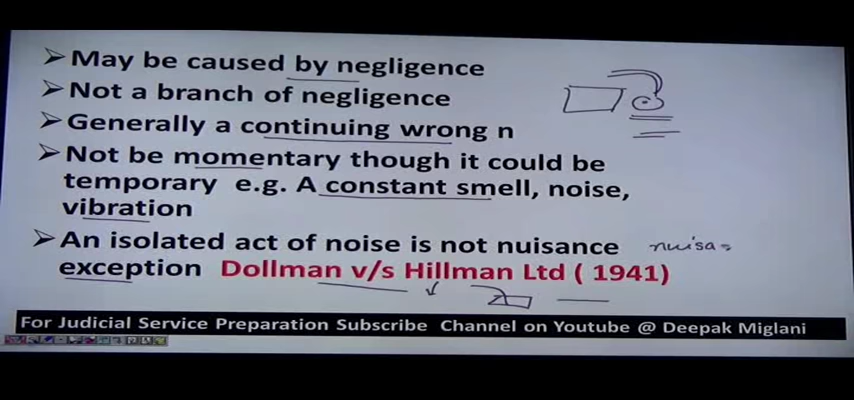 ➢ May be caused by negligence
➢ Not a branch of negligence
➢ Generally a continuing wrong n
➢ Not be momentary though it could be
temporary e.g. A constant smell, noise,
vibration
➢ An isolated act of noise is not nuisance
exception Dollman v/s Hillman Ltd ( 1941)
nuisa
For Judicial Service Preparation Subscribe Channel on Youtube @ Deepak Miglani